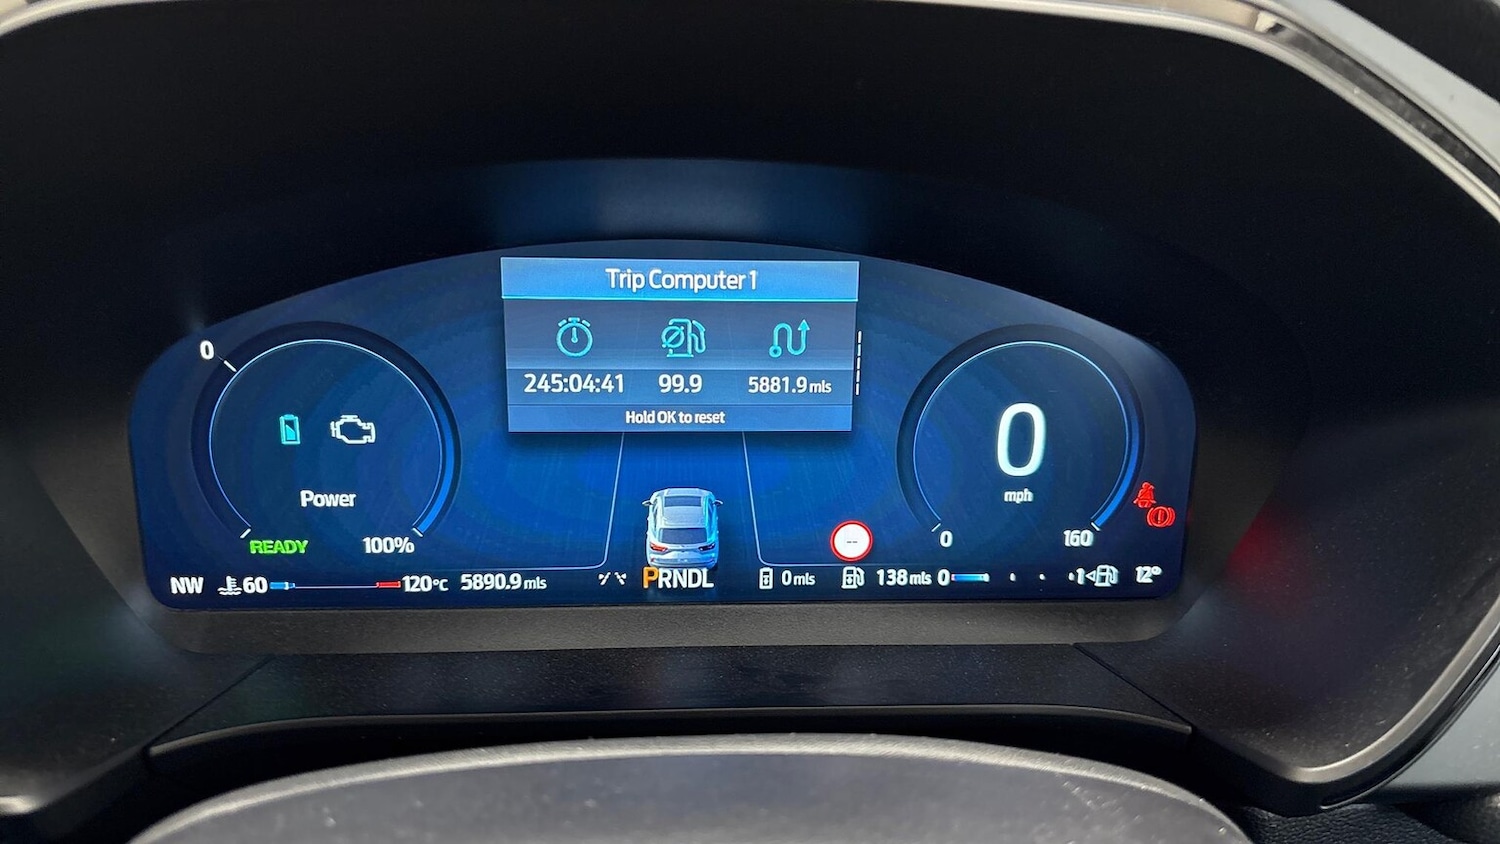 Trip Computer 1
245:04:41 99.9 5881.9 mls
Hold OK to reset
0
Power
READY 100%
0
mph
0 160
--
NW 60 120°C 5890.9 mls PRNDL 0 mls 138 mls 0 1 12°